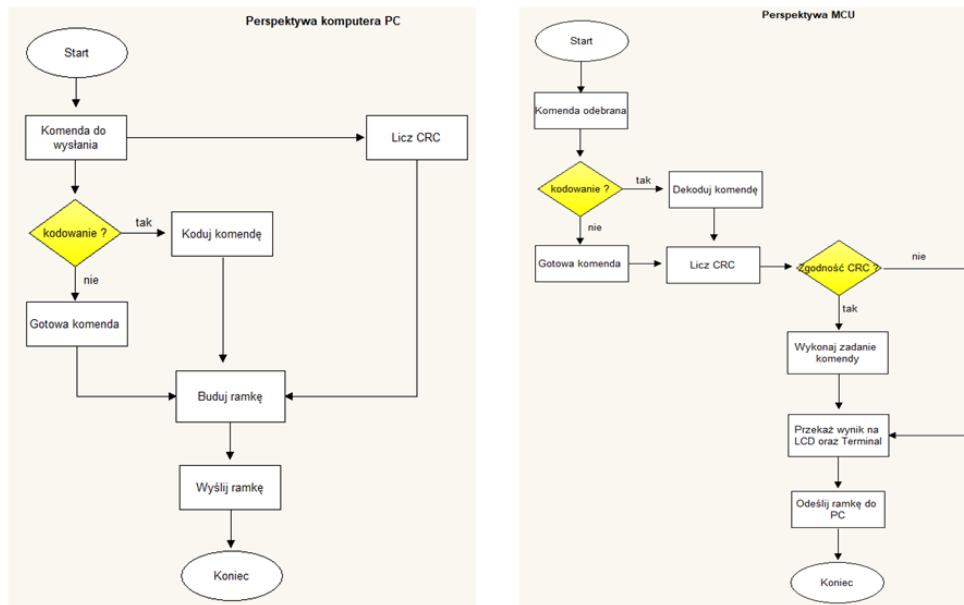 Perspektywa komputera PC
Start
Komenda do
wysłania
Licz CRC
kodowanie ?
tak
Koduj komendę
nie
Gotowa komenda
Buduj ramkę
Wyślij ramkę
Koniec
Perspektywa MCU
Start
Komenda odebrana
kodowanie ?
tak
Dekoduj komendę
nie
Gotowa komenda
Licz CRC
Zgodność CRC ?
nie
tak
Wykonaj zadanie
komendy
Przekaż wynik na
LCD oraz Terminal
Odeślij ramkę do
PC
Koniec